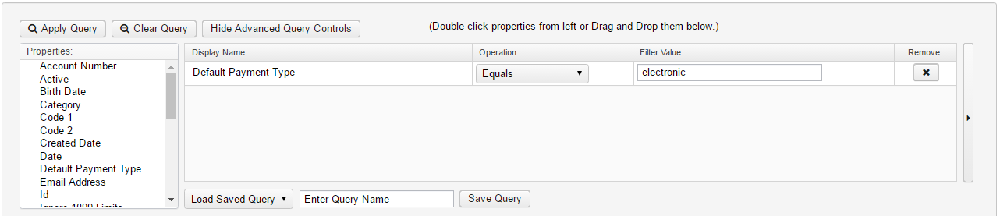 Apply Query Clear Query Hide Advanced Query Controls (Double-click properties from left or Drag and Drop them below.)
Properties:
Account Number
Active
Birth Date
Category
Code 1
Code 2
Created Date
Date
Default Payment Type
Email Address
Id
Ignore 1099 Limits
Display Name Operation Filter Value Remove
Default Payment Type Equals electronic
Load Saved Query Enter Query Name Save Query